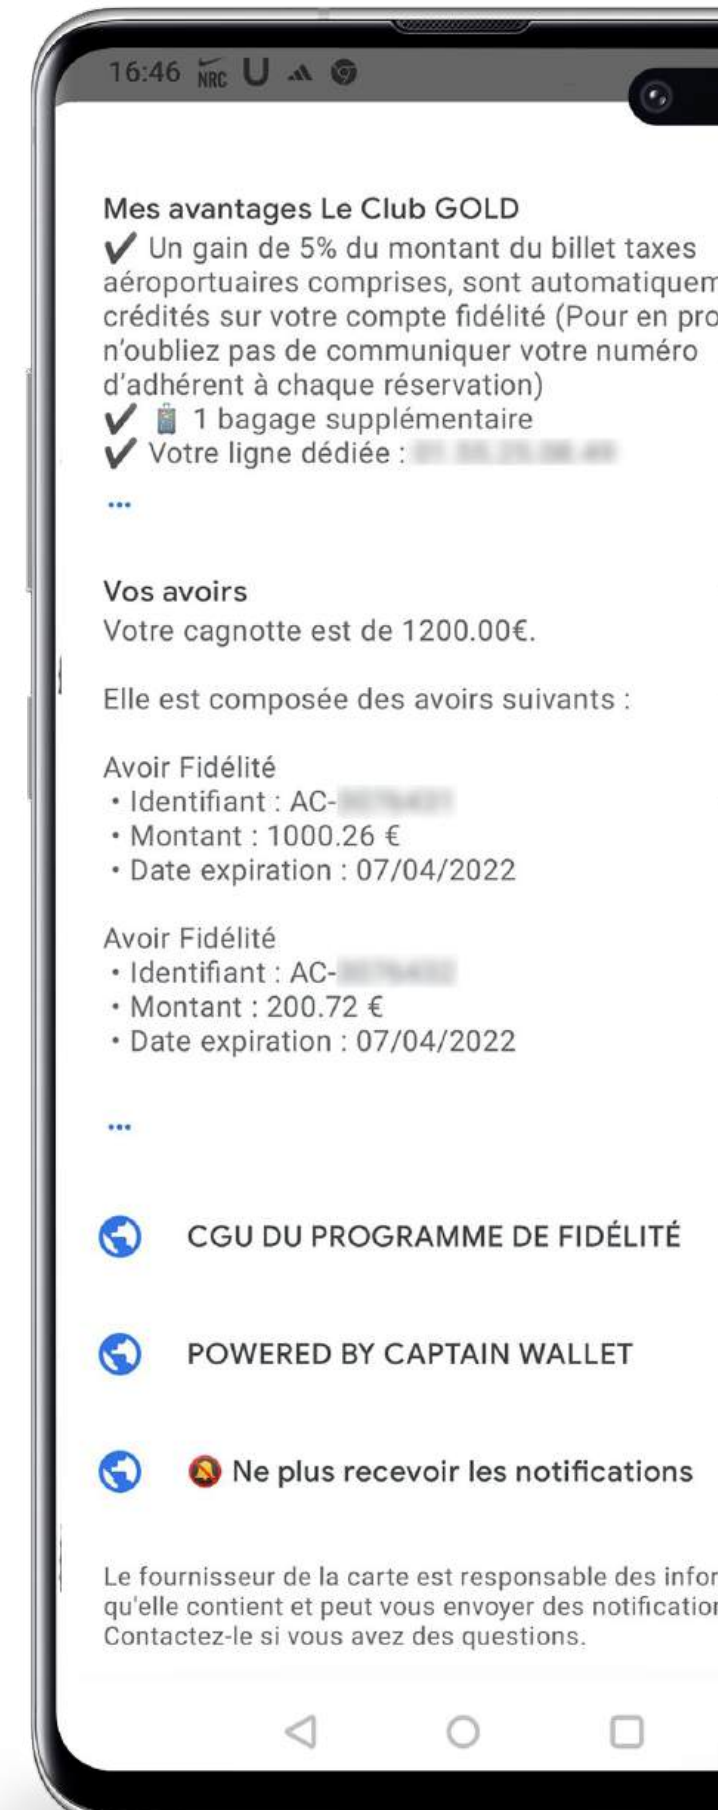 16:46 NRC U
Mes avantages Le Club GOLD
✔ Un gain de 5% du montant du billet taxes
aéroportuaires comprises, sont automatiquem
crédités sur votre compte fidélité (Pour en pro
n'oubliez pas de communiquer votre numéro
d'adhérent à chaque réservation)
✔ 🧳 1 bagage supplémentaire
✔ Votre ligne dédiée :
...
Vos avoirs
Votre cagnotte est de 1200.00€.
Elle est composée des avoirs suivants :
Avoir Fidélité
• Identifiant : AC-
• Montant : 1000.26 €
• Date expiration : 07/04/2022
Avoir Fidélité
• Identifiant : AC-
• Montant : 200.72 €
• Date expiration : 07/04/2022
...
CGU DU PROGRAMME DE FIDÉLITÉ
POWERED BY CAPTAIN WALLET
🔕 Ne plus recevoir les notifications
Le fournisseur de la carte est responsable des infor
qu'elle contient et peut vous envoyer des notification
Contactez-le si vous avez des questions.